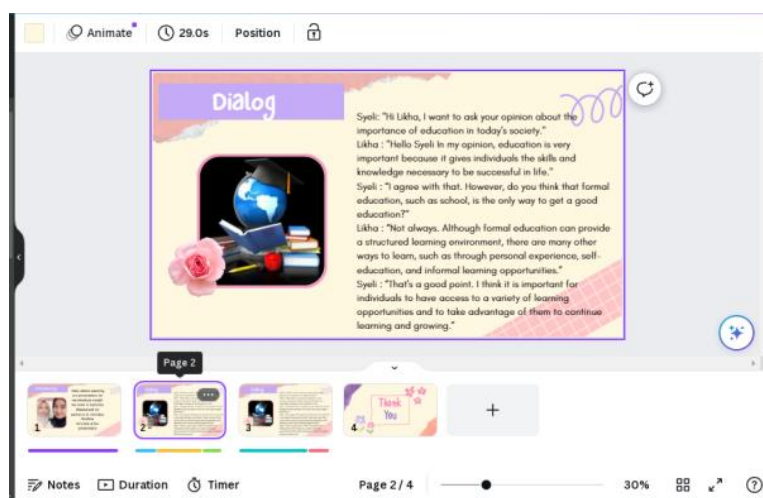 Animate
29.0s
Position
Dialog
Syeli: "Hi Likha, I want to ask your opinion about the
importance of education in today's society."
Likha : "Hello Syeli In my opinion, education is very
important because it gives individuals the skills and
knowledge necessary to be successful in life."
Syeli : "I agree with that. However, do you think that formal
education, such as school, is the only way to get a good
education?"
Likha : "Not always. Although formal education can provide
a structured learning environment, there are many other
ways to learn, such as through personal experience, self-
education, and informal learning opportunities."
Syeli : "That's a good point. I think it is important for
individuals to have access to a variety of learning
opportunities and to take advantage of them to continue
learning and growing."
Page 2
1
2
3
4
Thank
You
Notes
Duration
Timer
Page 2 / 4
30%